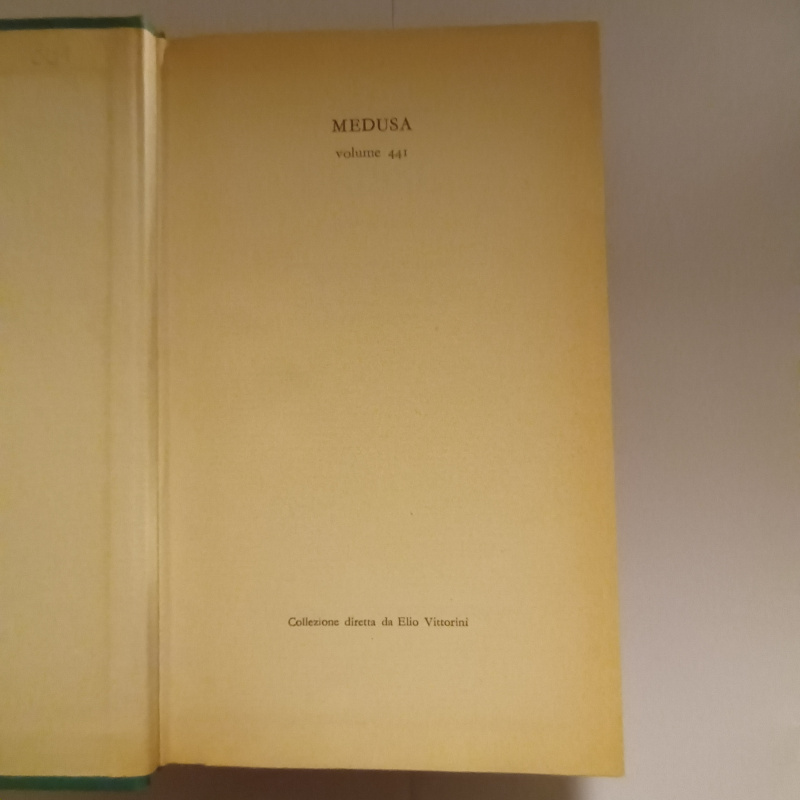 MEDUSA
volume 441
Collezione diretta da Elio Vittorini